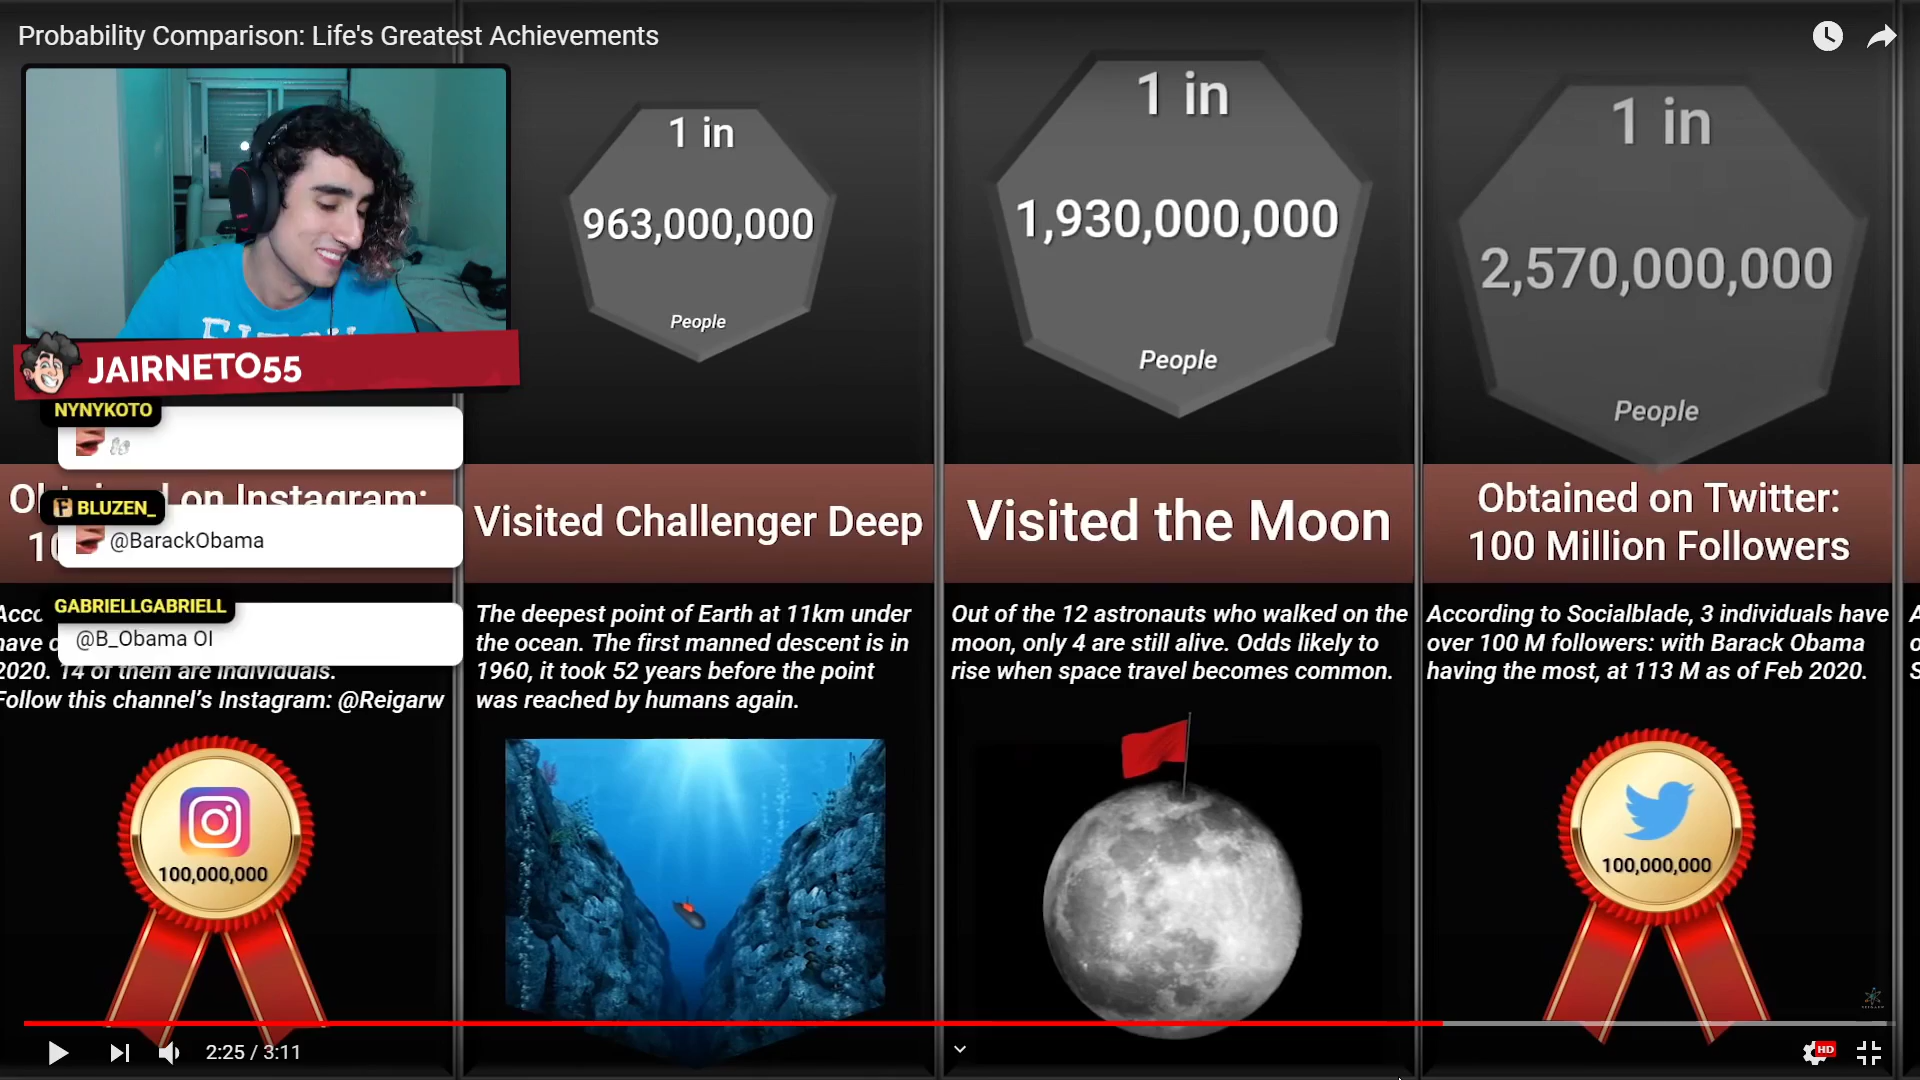 Probability Comparison: Life's Greatest Achievements
JAIRNETO55
NYNYKOTO
BLUZEN_
@BarackObama
GABRIELLGABRIELL
@B_Obama OI
on Instagram:
2020. 14 of them are individuals.
Follow this channel's Instagram: @Reigarw
100,000,000
1 in
963,000,000
People
Visited Challenger Deep
The deepest point of Earth at 11km under
the ocean. The first manned descent is in
1960, it took 52 years before the point
was reached by humans again.
1 in
1,930,000,000
People
Visited the Moon
Out of the 12 astronauts who walked on the
moon, only 4 are still alive. Odds likely to
rise when space travel becomes common.
1 in
2,570,000,000
People
Obtained on Twitter:
100 Million Followers
According to Socialblade, 3 individuals have
over 100 M followers: with Barack Obama
having the most, at 113 M as of Feb 2020.
100,000,000
2:25 / 3:11
HD